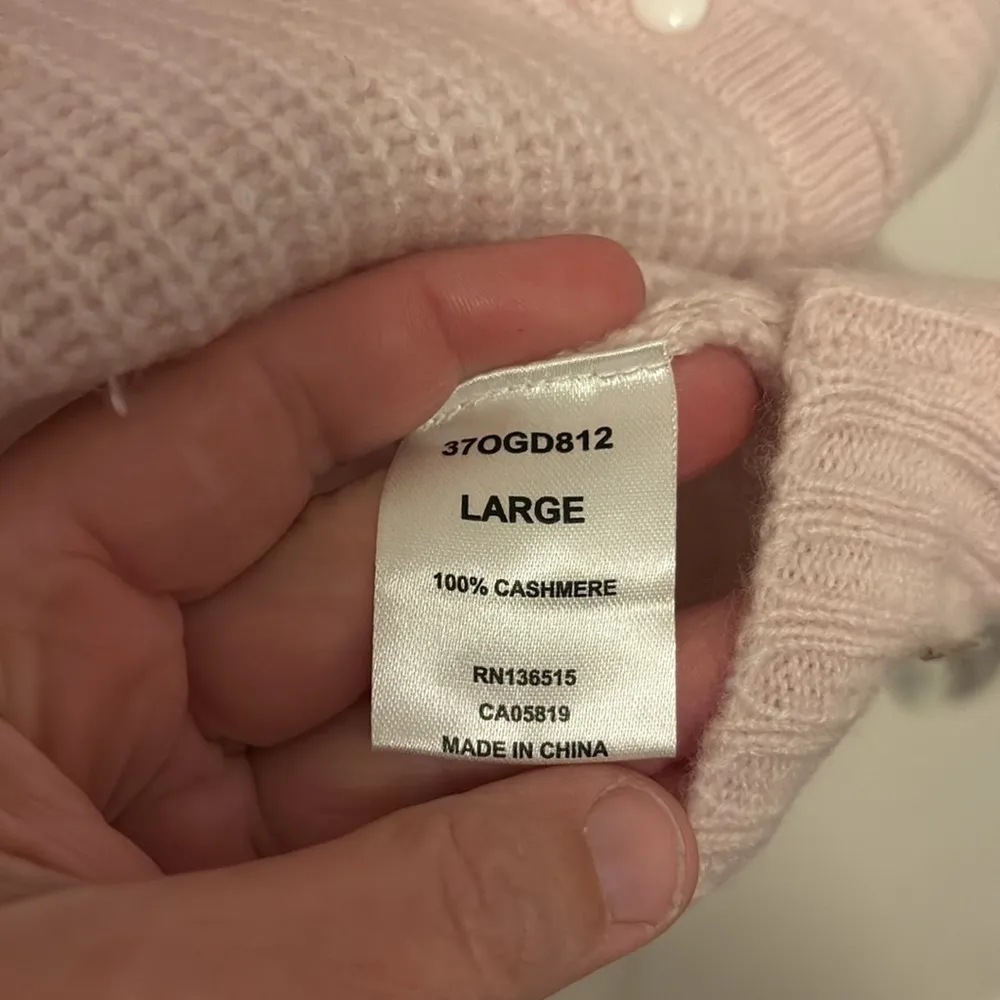 37OGD812
LARGE
100% CASHMERE
RN136515
CA05819
MADE IN CHINA